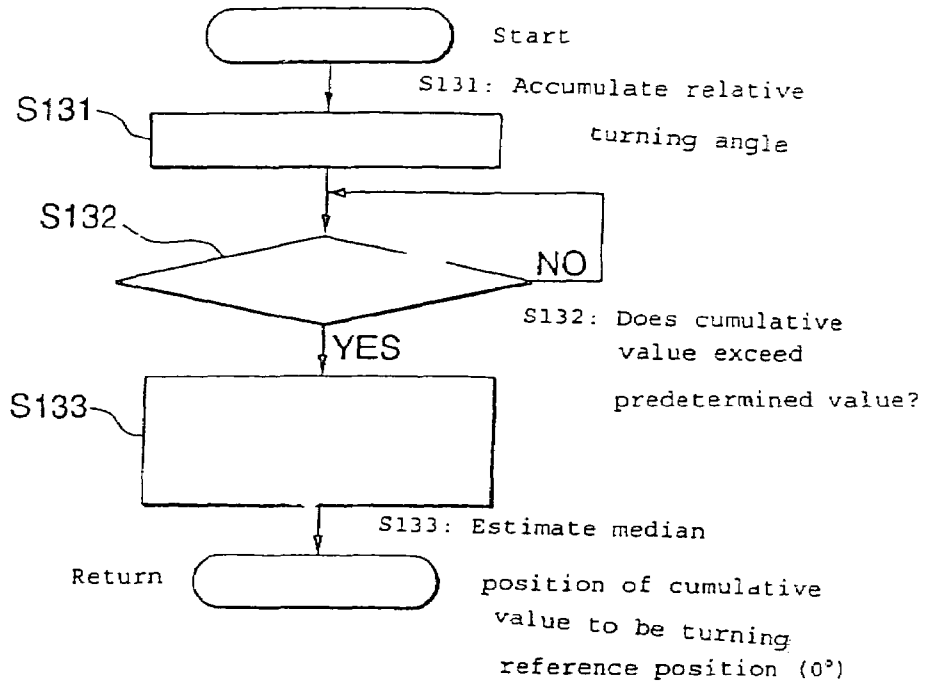 Start
S131: Accumulate relative
turning angle
S131
S132
NO
S132: Does cumulative
value exceed
predetermined value?
YES
S133
S133: Estimate median
position of cumulative
value to be turning
reference position (0°)
Return